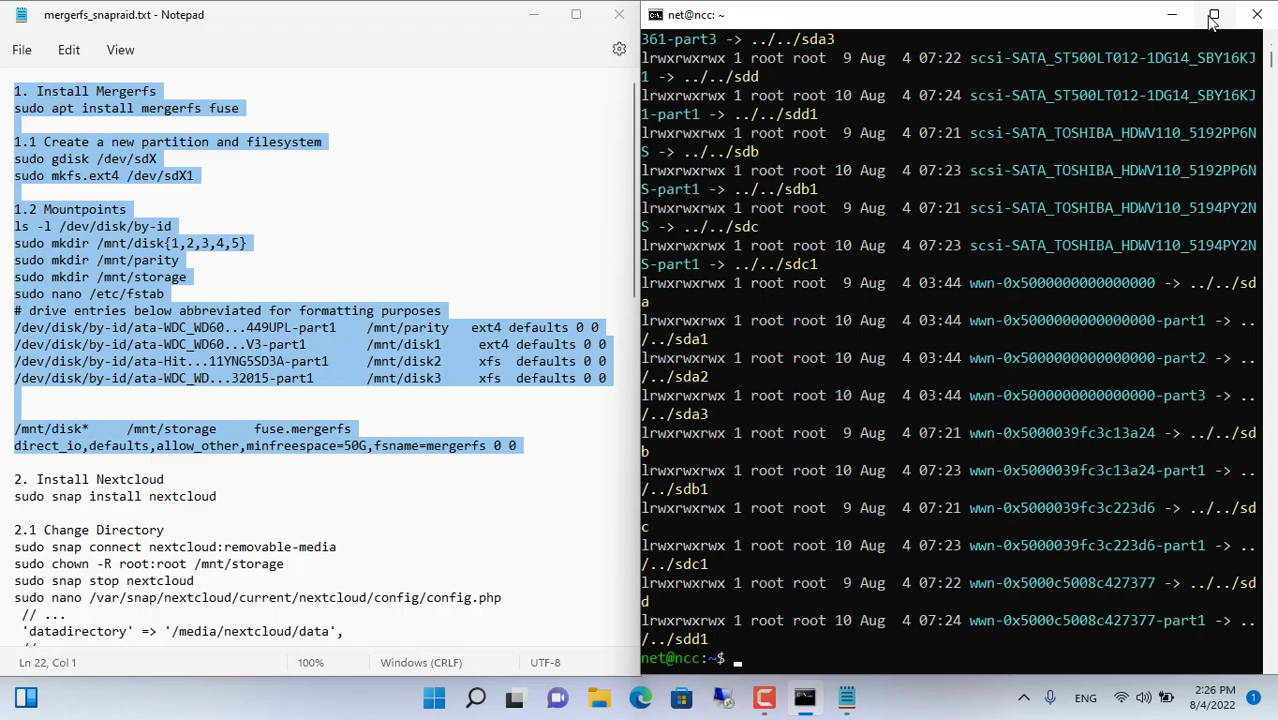 mergerfs_snapraid.txt - Notepad
File Edit View
1. Install Mergerfs
sudo apt install mergerfs fuse
1.1 Create a new partition and filesystem
sudo gdisk /dev/sdX
sudo mkfs.ext4 /dev/sdX1
1.2 Mountpoints
ls -l /dev/disk/by-id
sudo mkdir /mnt/disk{1,2,3,4,5}
sudo mkdir /mnt/parity
sudo mkdir /mnt/storage
sudo nano /etc/fstab
# drive entries below abbreviated for formatting purposes
/dev/disk/by-id/ata-WDC_WD60...449UPL-part1 /mnt/parity ext4 defaults 0 0
/dev/disk/by-id/ata-WDC_WD60...V3-part1 /mnt/disk1 ext4 defaults 0 0
/dev/disk/by-id/ata-Hit...11YNG5SD3A-part1 /mnt/disk2 xfs defaults 0 0
/dev/disk/by-id/ata-WDC_WD...32015-part1 /mnt/disk3 xfs defaults 0 0
/mnt/disk* /mnt/storage fuse.mergerfs
direct_io,defaults,allow_other,minfreespace=50G,fsname=mergerfs 0 0
2. Install Nextcloud
sudo snap install nextcloud
2.1 Change Directory
sudo snap connect nextcloud:removable-media
sudo chown -R root:root /mnt/storage
sudo snap stop nextcloud
sudo nano /var/snap/nextcloud/current/nextcloud/config/config.php
// ...
'datadirectory' => '/media/nextcloud/data',
Ln 22, Col 1 100% Windows (CRLF) UTF-8
net@ncc: ~
361-part3 -> ../../sda3
lrwxrwxrwx 1 root root 9 Aug 4 07:22 scsi-SATA_ST500LT012-1DG14_SBY16KJ
1 -> ../../sdd
lrwxrwxrwx 1 root root 10 Aug 4 07:24 scsi-SATA_ST500LT012-1DG14_SBY16KJ
1-part1 -> ../../sdd1
lrwxrwxrwx 1 root root 9 Aug 4 07:21 scsi-SATA_TOSHIBA_HDWV110_5192PP6N
S -> ../../sdb
lrwxrwxrwx 1 root root 10 Aug 4 07:23 scsi-SATA_TOSHIBA_HDWV110_5192PP6N
S-part1 -> ../../sdb1
lrwxrwxrwx 1 root root 9 Aug 4 07:21 scsi-SATA_TOSHIBA_HDWV110_5194PY2N
S -> ../../sdc
lrwxrwxrwx 1 root root 10 Aug 4 07:23 scsi-SATA_TOSHIBA_HDWV110_5194PY2N
S-part1 -> ../../sdc1
lrwxrwxrwx 1 root root 9 Aug 4 03:44 wwn-0x5000000000000000 -> ../../sd
a
lrwxrwxrwx 1 root root 10 Aug 4 03:44 wwn-0x5000000000000000-part1 -> ..
/../sda1
lrwxrwxrwx 1 root root 10 Aug 4 03:44 wwn-0x5000000000000000-part2 -> ..
/../sda2
lrwxrwxrwx 1 root root 10 Aug 4 03:44 wwn-0x5000000000000000-part3 -> ..
/../sda3
lrwxrwxrwx 1 root root 9 Aug 4 07:21 wwn-0x5000039fc3c13a24 -> ../../sd
b
lrwxrwxrwx 1 root root 10 Aug 4 07:23 wwn-0x5000039fc3c13a24-part1 -> ..
/../sdb1
lrwxrwxrwx 1 root root 9 Aug 4 07:21 wwn-0x5000039fc3c223d6 -> ../../sd
c
lrwxrwxrwx 1 root root 10 Aug 4 07:23 wwn-0x5000039fc3c223d6-part1 -> ..
/../sdc1
lrwxrwxrwx 1 root root 9 Aug 4 07:22 wwn-0x5000c5008c427377 -> ../../sd
d
lrwxrwxrwx 1 root root 10 Aug 4 07:24 wwn-0x5000c5008c427377-part1 -> ..
/../sdd1
net@ncc:~$
ENG 2:26 PM
8/4/2022 1